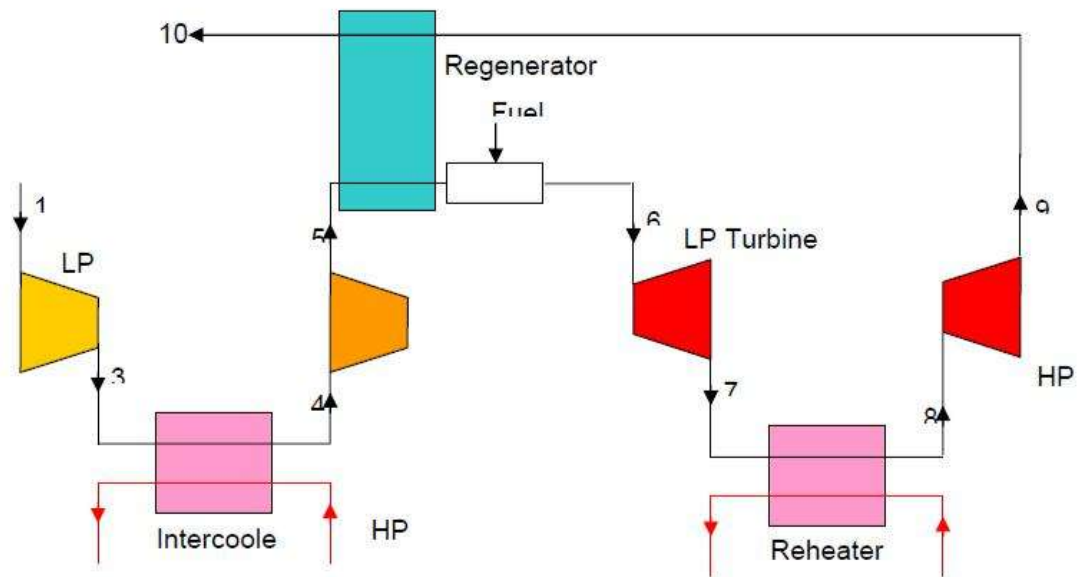 10
Regenerator
Fuel
1
LP
5
6
LP Turbine
9
3
4
7
8
HP
Intercoole
HP
Reheater